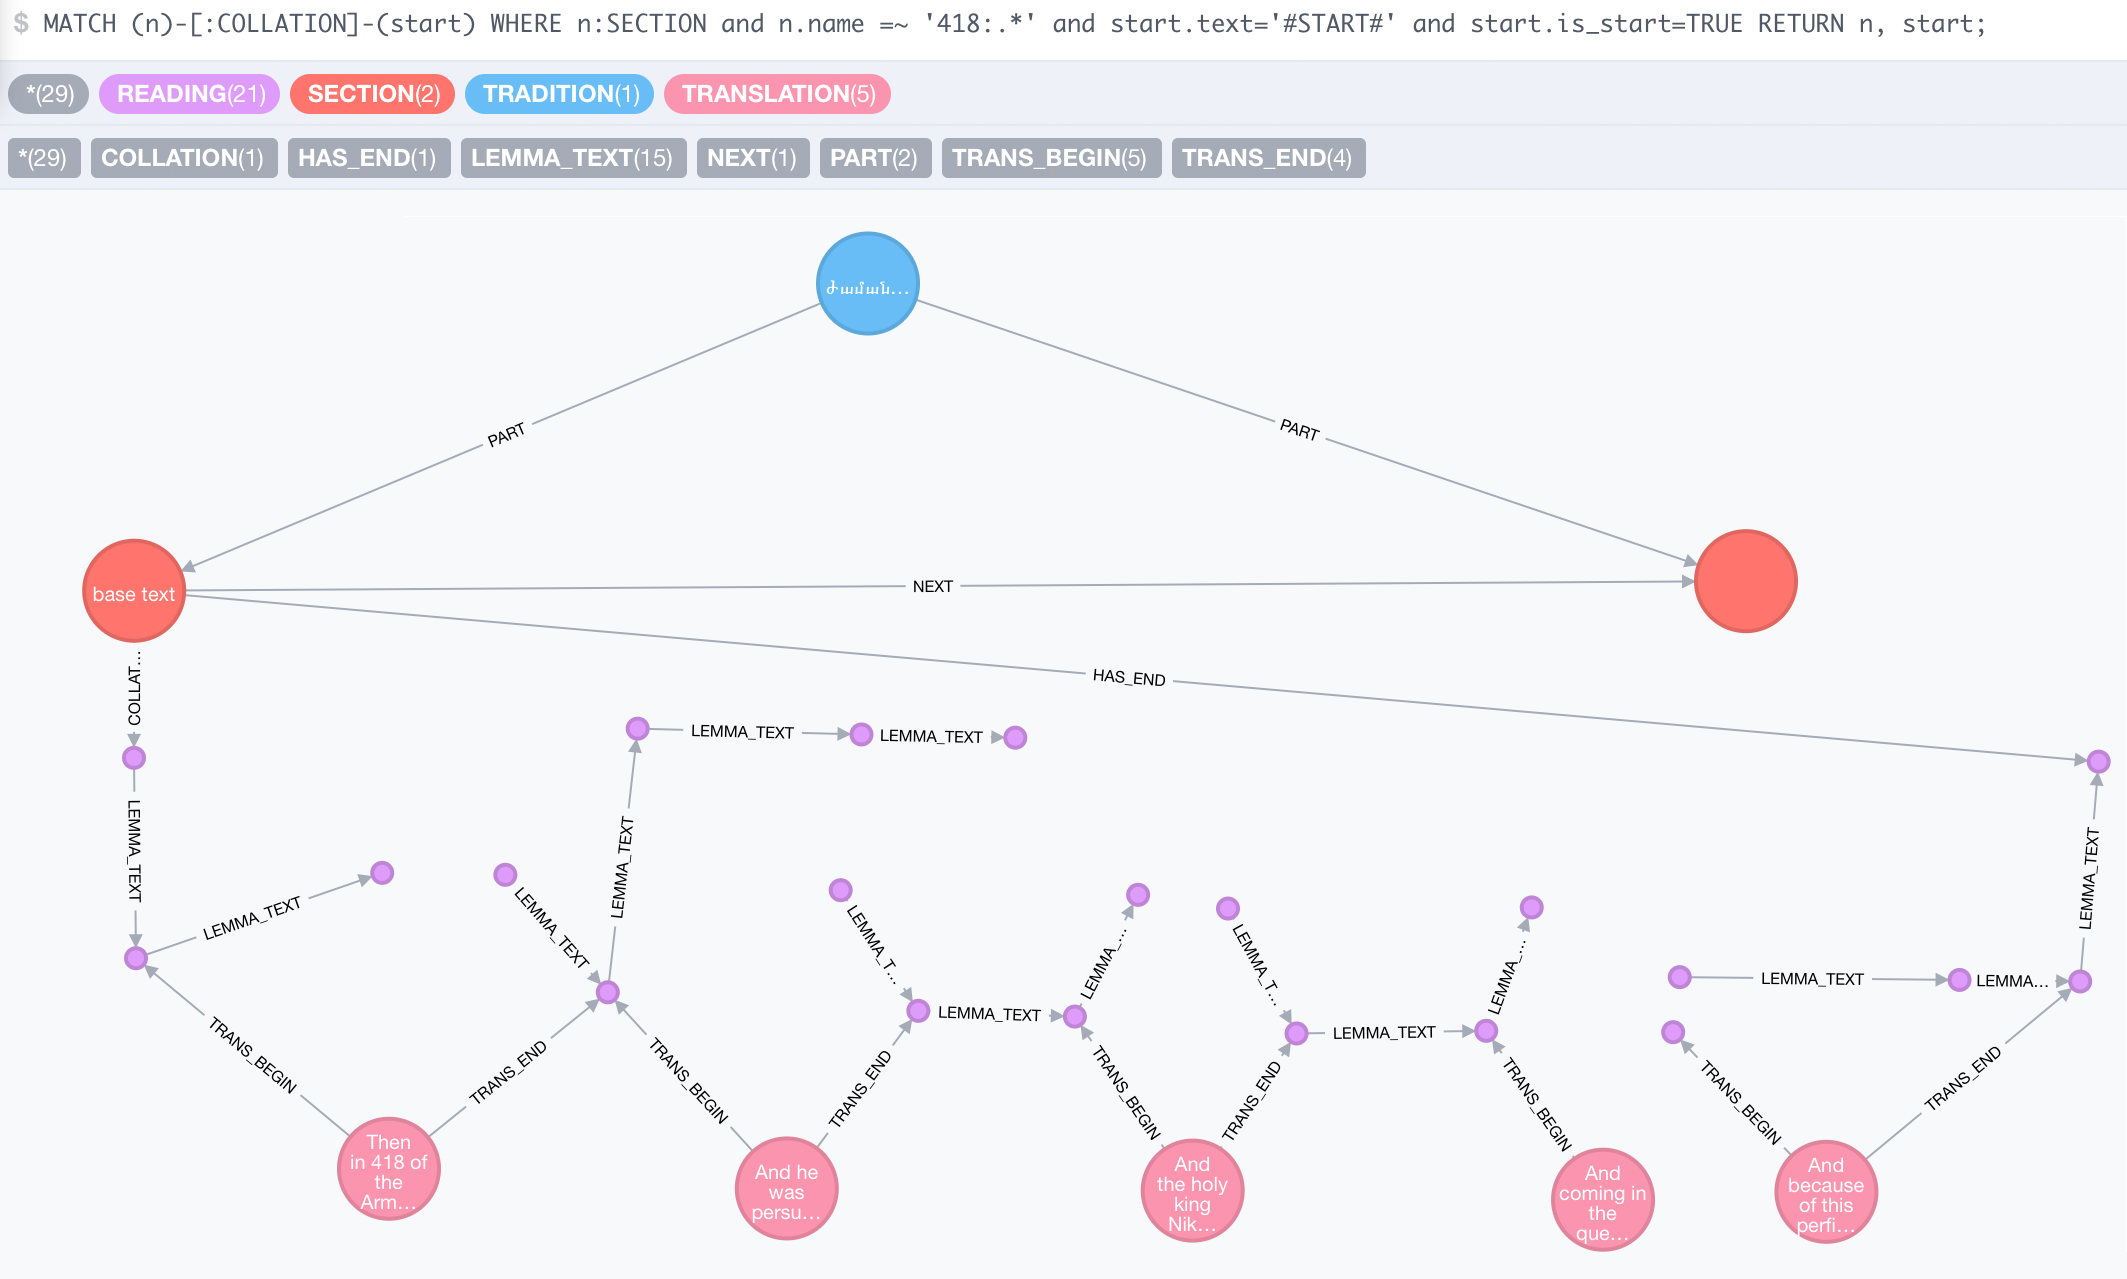 $ MATCH (n)-[:COLLATION]-(start) WHERE n:SECTION and n.name =~ '418:.*' and start.text='#START#' and start.is_start=TRUE RETURN n, start;
*(29) READING(21) SECTION(2) TRADITION(1) TRANSLATION(5)
*(29) COLLATION(1) HAS_END(1) LEMMA_TEXT(15) NEXT(1) PART(2) TRANS_BEGIN(5) TRANS_END(4)
ժաման...
PART
PART
base text
NEXT
HAS_END
COLLAT...
LEMMA_TEXT
LEMMA_TEXT
LEMMA_TEXT
LEMMA_TEXT
LEMMA_TEXT
LEMMA_TEXT
LEMMA_T...
LEMMA_TEXT
LEMMA_...
LEMMA_T...
LEMMA_TEXT
LEMMA_...
LEMMA_TEXT
LEMMA...
LEMMA_TEXT
TRANS_BEGIN
TRANS_END
TRANS_BEGIN
TRANS_END
TRANS_BEGIN
TRANS_END
TRANS_BEGIN
TRANS_BEGIN
TRANS_END
Then
in 418 of
the
Arm...
And he
was
persu...
And
the holy
king
Nik...
And
coming in
the
que...
And
because
of this
perfi...